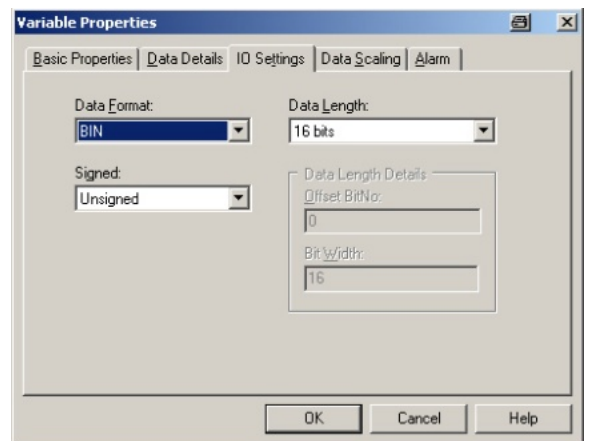 Variable Properties
Basic Properties
Data Details
IO Settings
Data Scaling
Alarm
Data Format:
Data Length:
BIN
16 bits
Signed:
Data Length Details
Unsigned
Offset BitNo:
0
Bit Width:
16
OK
Cancel
Help